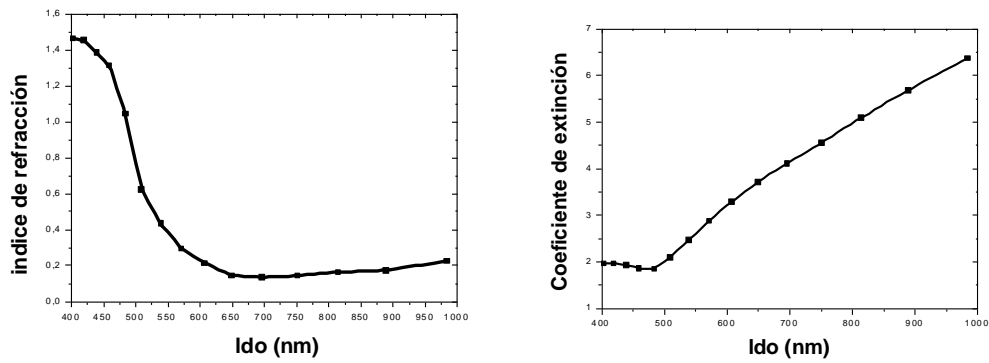 1,6
1,4
1,2
1,0
0,8
0,6
0,4
0,2
0,0
indice de refracción
400 450 500 550 600 650 700 750 800 850 900 950 1000
ldo (nm)
7
6
5
4
3
2
1
Coeficiente de extinción
400 500 600 700 800 900 1000
ldo (nm)